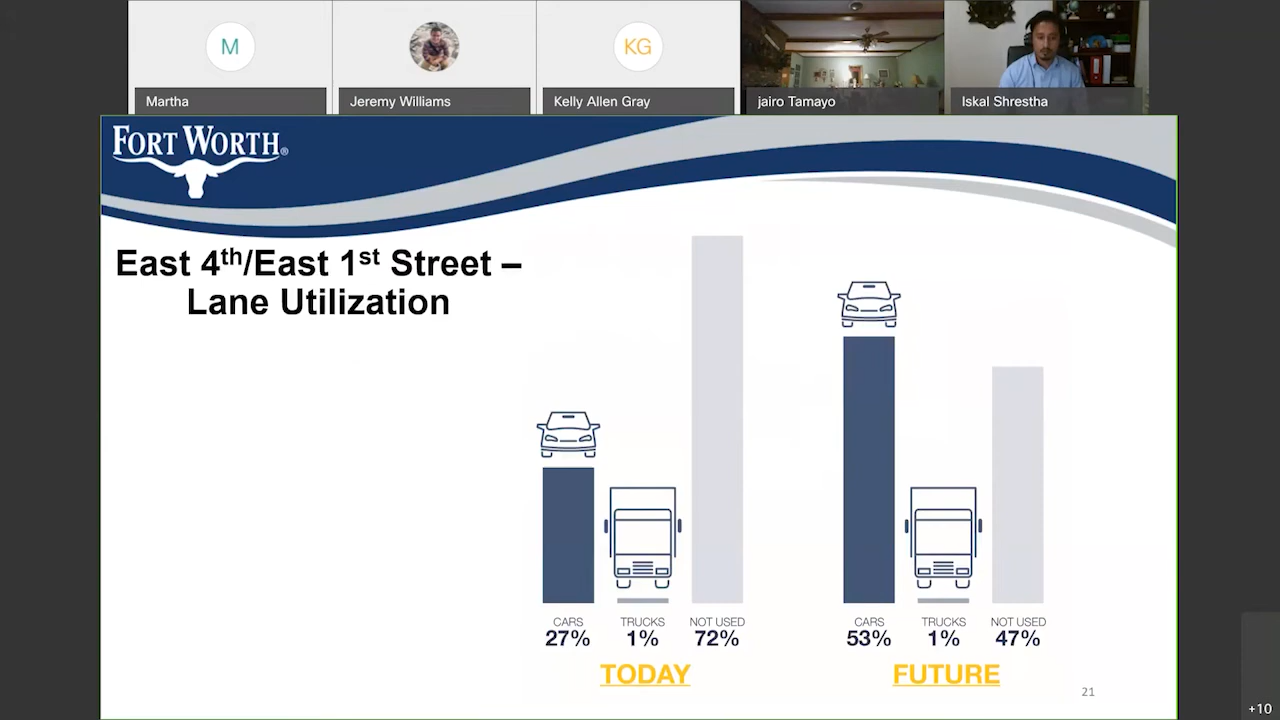 M
KG
Martha
Jeremy Williams
Kelly Allen Gray
jairo Tamayo
Iskal Shrestha
FORT WORTH®
East 4th/East 1st Street –
Lane Utilization
CARS
TRUCKS
NOT USED
27%
1%
72%
TODAY
CARS
TRUCKS
NOT USED
53%
1%
47%
FUTURE
21
+10